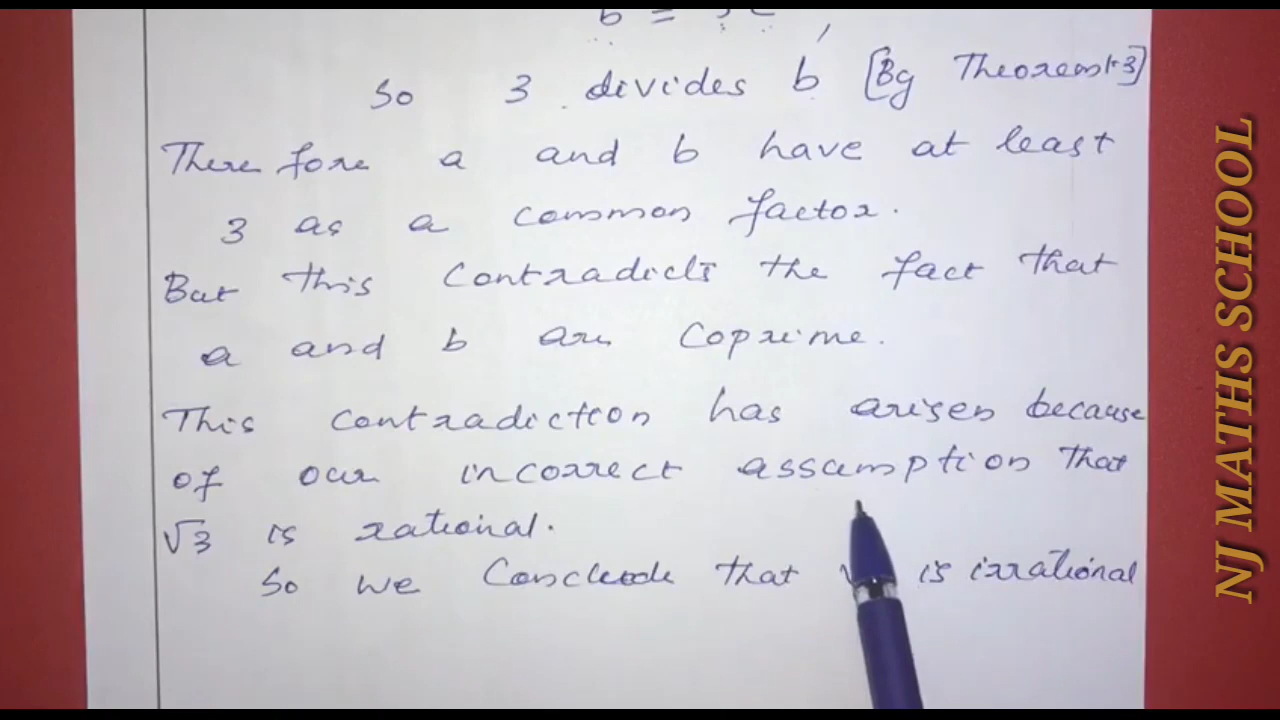 b =
So 3 divides b [By Theorem 1.3]
Therefore a and b have at least
3 as a common factor.
But this contradicts the fact that
a and b are Coprime.
This contradiction has arisen because
of our incorrect assumption that
√3 is rational.
So we Conclude that is irrational
NJ MATHS SCHOOL